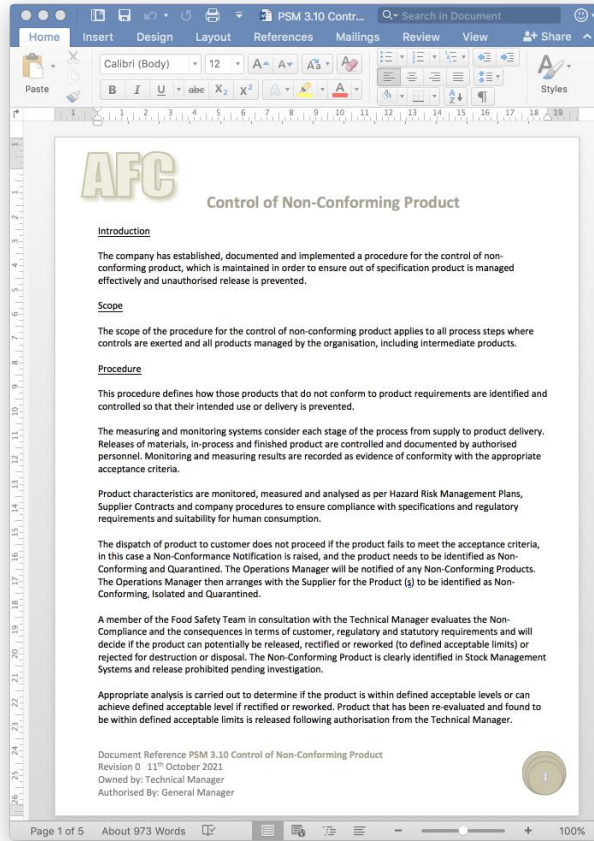 PSM 3.10 Contr...
Search in Document
Home Insert Design Layout References Mailings Review View Share
Calibri (Body) 12
Paste
B I U abc X₂ X² A A
Styles
AFC
Control of Non-Conforming Product
Introduction
The company has established, documented and implemented a procedure for the control of non-
conforming product, which is maintained in order to ensure out of specification product is managed
effectively and unauthorised release is prevented.
Scope
The scope of the procedure for the control of non-conforming product applies to all process steps where
controls are exerted and all products managed by the organisation, including intermediate products.
Procedure
This procedure defines how those products that do not conform to product requirements are identified and
controlled so that their intended use or delivery is prevented.
The measuring and monitoring systems consider each stage of the process from supply to product delivery.
Releases of materials, in-process and finished product are controlled and documented by authorised
personnel. Monitoring and measuring results are recorded as evidence of conformity with the appropriate
acceptance criteria.
Product characteristics are monitored, measured and analysed as per Hazard Risk Management Plans,
Supplier Contracts and company procedures to ensure compliance with specifications and regulatory
requirements and suitability for human consumption.
The dispatch of product to customer does not proceed if the product fails to meet the acceptance criteria,
in this case a Non-Conformance Notification is raised, and the product needs to be identified as Non-
Conforming and Quarantined. The Operations Manager will be notified of any Non-Conforming Products.
The Operations Manager then arranges with the Supplier for the Product (s) to be identified as Non-
Conforming, Isolated and Quarantined.
A member of the Food Safety Team in consultation with the Technical Manager evaluates the Non-
Compliance and the consequences in terms of customer, regulatory and statutory requirements and will
decide if the product can potentially be released, rectified or reworked (to defined acceptable limits) or
rejected for destruction or disposal. The Non-Conforming Product is clearly identified in Stock Management
Systems and release prohibited pending investigation.
Appropriate analysis is carried out to determine if the product is within defined acceptable levels or can
achieve defined acceptable level if rectified or reworked. Product that has been re-evaluated and found to
be within defined acceptable limits is released following authorisation from the Technical Manager.
Document Reference PSM 3.10 Control of Non-Conforming Product
Revision 0 11th October 2021
Owned by: Technical Manager
Authorised By: General Manager
1
Page 1 of 5 About 973 Words 100%